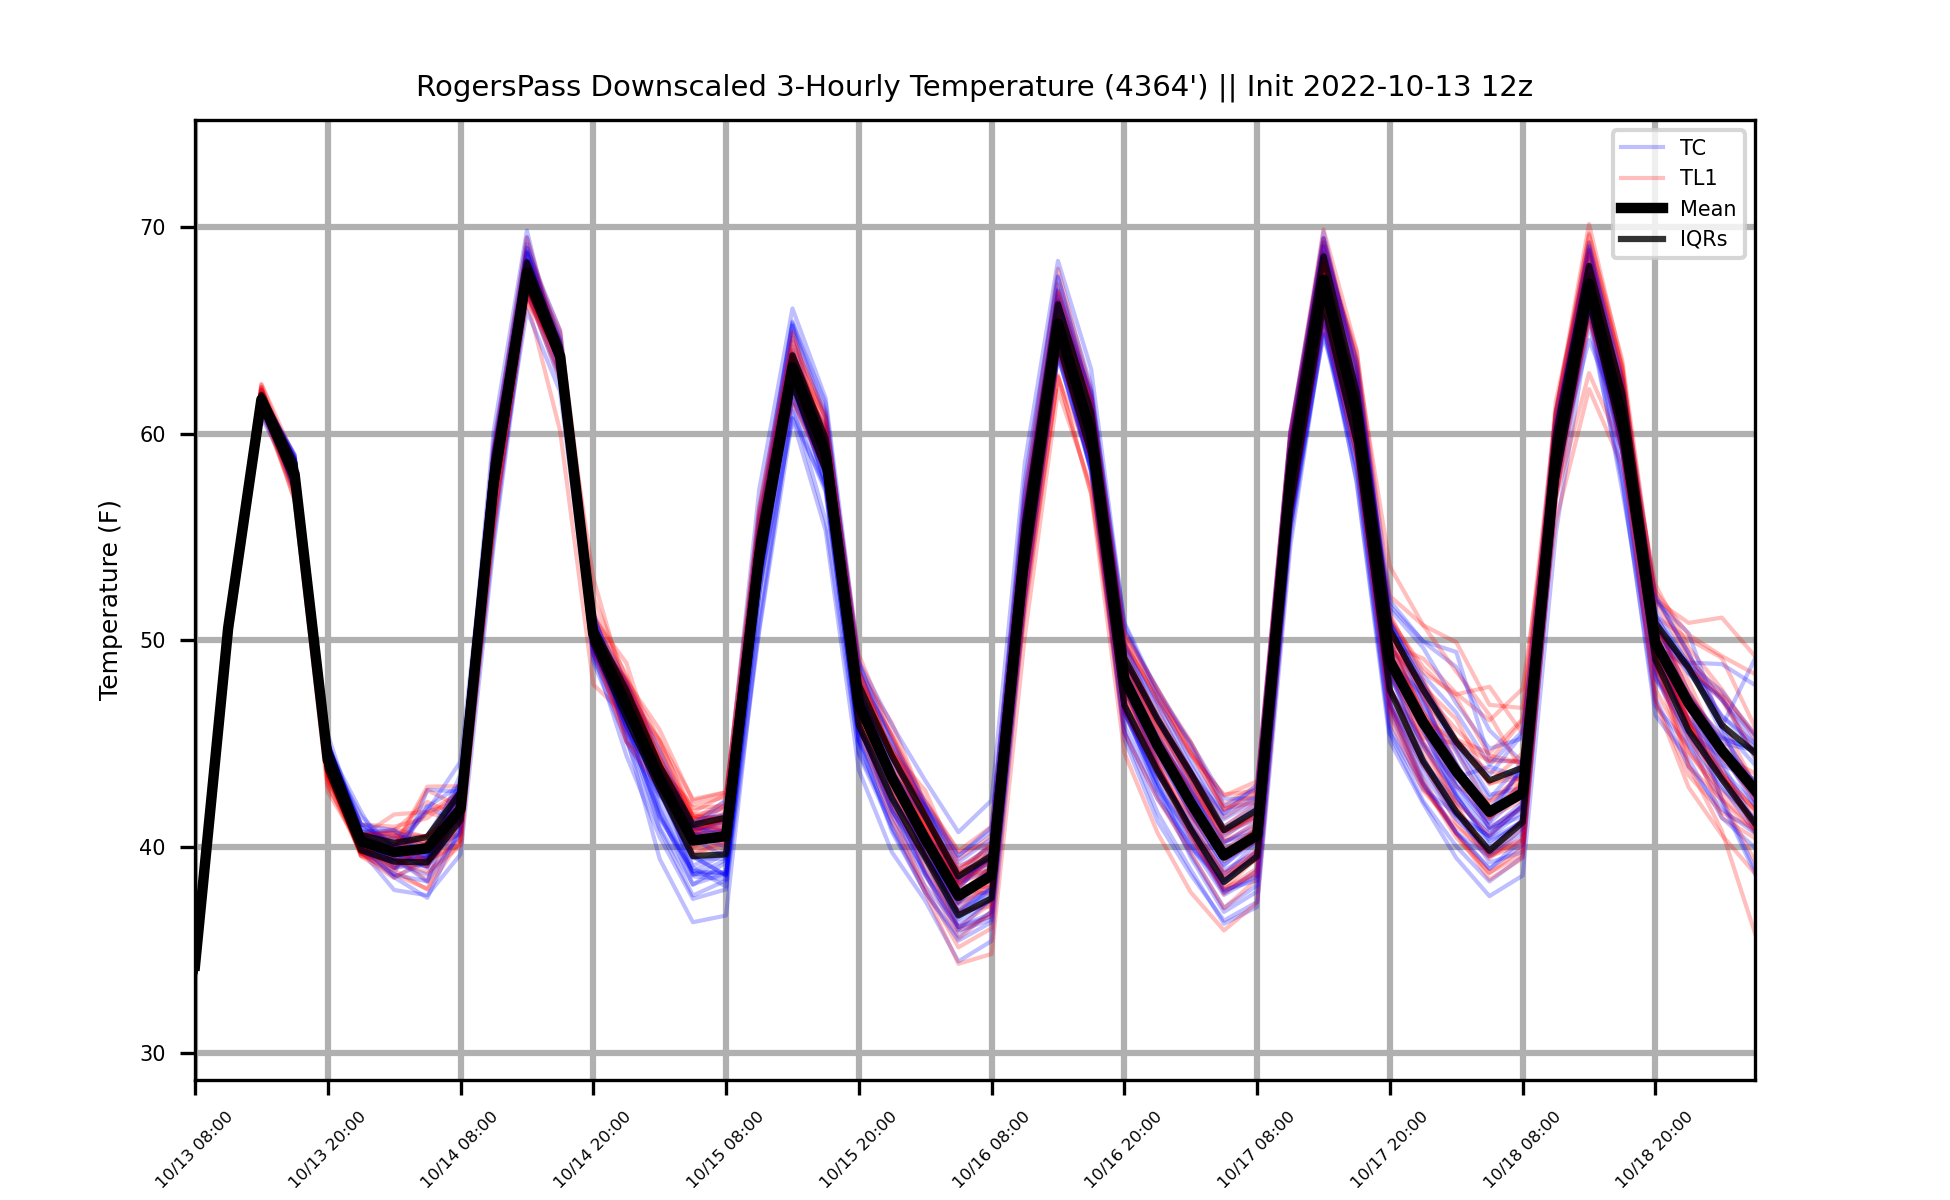 RogersPass Downscaled 3-Hourly Temperature (4364') || Init 2022-10-13 12z
TC
TL1
Mean
IQRs
Temperature (F)
70
60
50
40
30
10/13 08:00
10/13 20:00
10/14 08:00
10/14 20:00
10/15 08:00
10/15 20:00
10/16 08:00
10/16 20:00
10/17 08:00
10/17 20:00
10/18 08:00
10/18 20:00